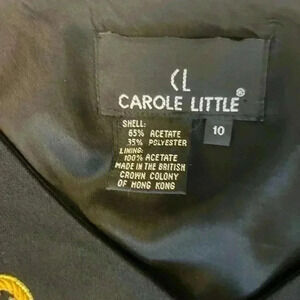 CL
CAROLE LITTLE®
10
SHELL:
65% ACETATE
35% POLYESTER
LINING:
100% ACETATE
MADE IN THE BRITISH
CROWN COLONY
OF HONG KONG